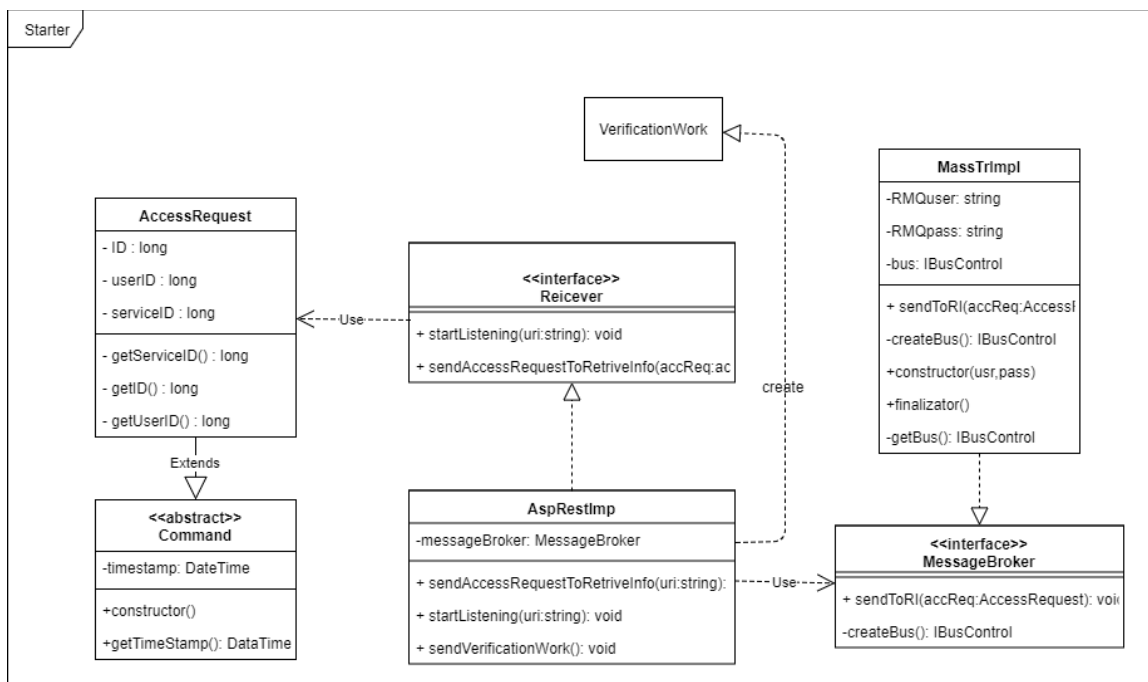 Starter
VerificationWork
MassTrImpl
-RMQuser: string
-RMQpass: string
-bus: IBusControl
+ sendToRI(accReq:AccessR
-createBus(): IBusControl
+constructor(usr,pass)
+finalizator()
-getBus(): IBusControl
AccessRequest
- ID : long
- userID : long
- serviceID : long
- getServiceID() : long
- getID() : long
- getUserID() : long
Use
<<interface>>
Reicever
+ startListening(uri:string): void
+ sendAccessRequestToRetriveInfo(accReq:ac
create
Extends
<<abstract>>
Command
-timestamp: DateTime
+constructor()
+getTimeStamp(): DataTime
AspRestImp
-messageBroker: MessageBroker
+ sendAccessRequestToRetriveInfo(uri:string):
+ startListening(uri:string): void
+ sendVerificationWork(): void
Use
<<interface>>
MessageBroker
+ sendToRI(accReq:AccessRequest): void
-createBus(): IBusControl